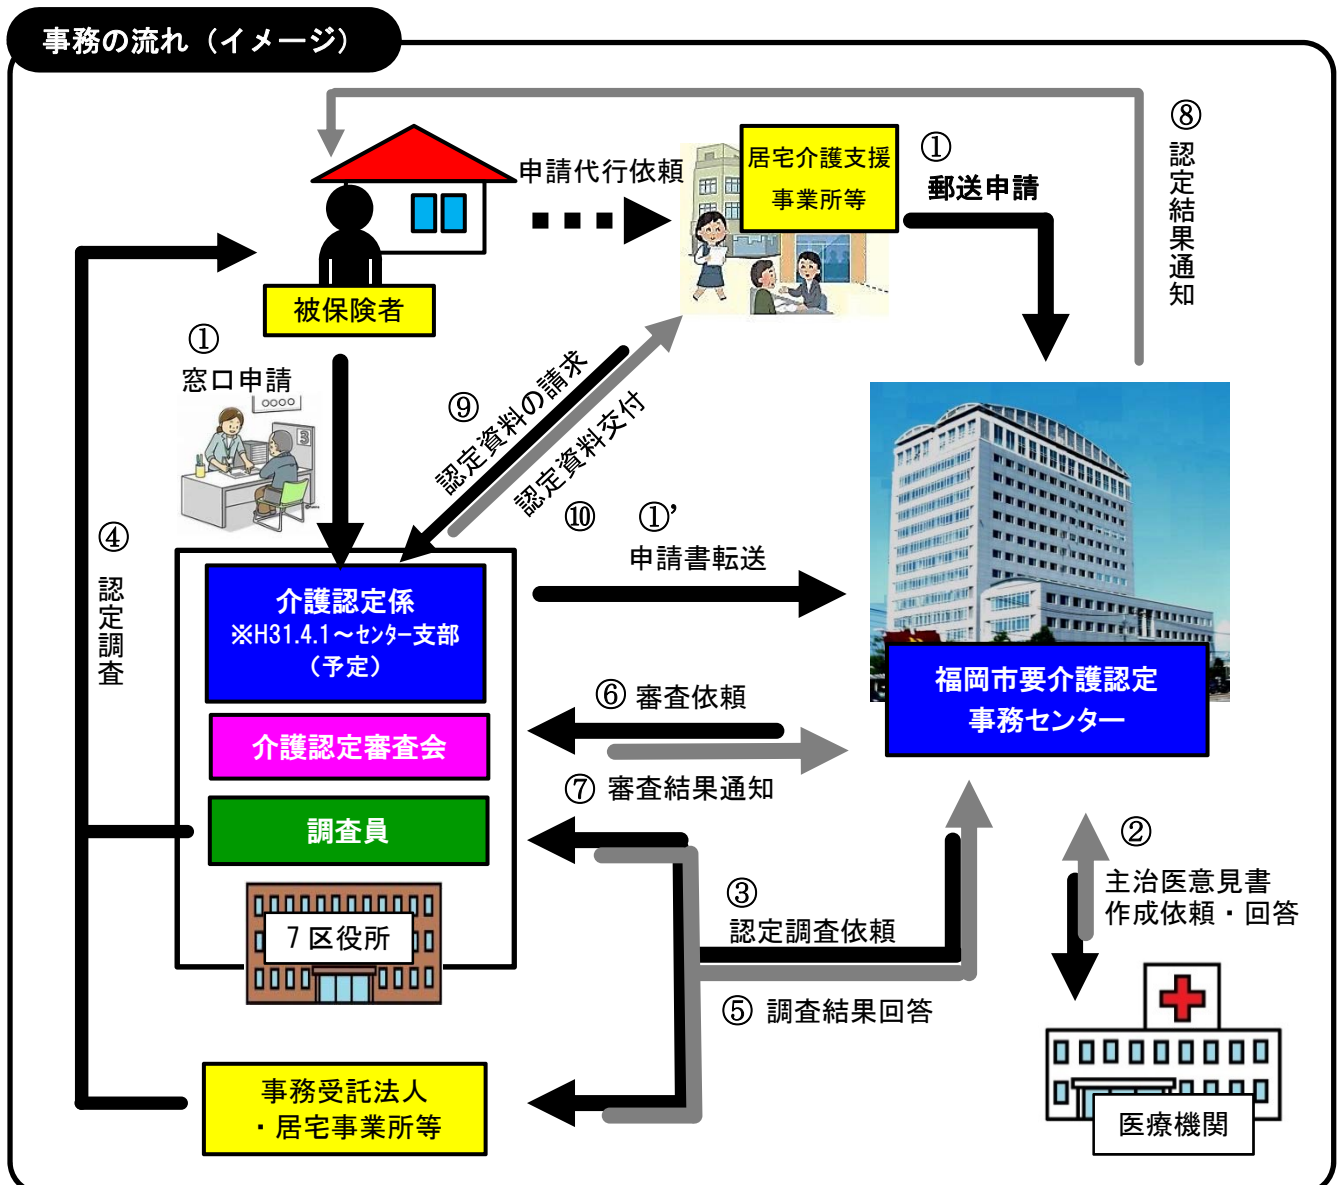 事務の流れ（イメージ）
⑧
認定結果通知
申請代行依頼
居宅介護支援
事業所等
①
郵送申請
被保険者
①
窓口申請
○○○○
3
⑨
認定資料の請求
認定資料交付
⑩
①’
申請書転送
④
認定調査
介護認定係
※H31.4.1～センター支部
（予定）
介護認定審査会
調査員
7区役所
⑥ 審査依頼
⑦ 審査結果通知
福岡市要介護認定
事務センター
②
主治医意見書
作成依頼・回答
③
認定調査依頼
⑤ 調査結果回答
事務受託法人
・居宅事業所等
医療機関